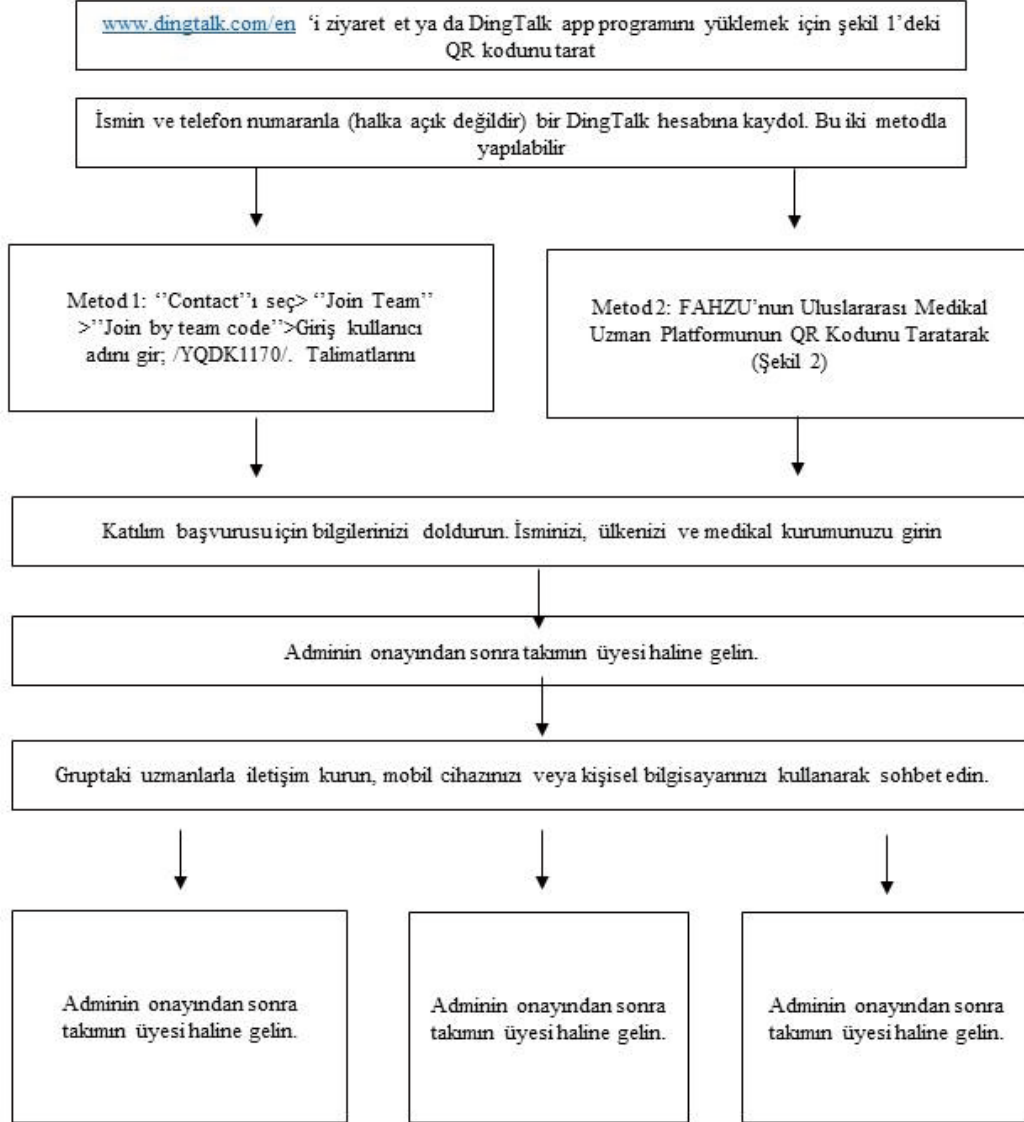 www.dingtalk.com/en ‘i ziyaret et ya da DingTalk app programını yüklemek için şekil 1’deki
QR kodunu tarat
İsmin ve telefon numaranla (halka açık değildir) bir DingTalk hesabına kaydol. Bu iki metodla
yapılabilir
Metod 1: ‘’Contact’’ı seç> ‘’Join Team’’
>’’Join by team code’’>Giriş kullanıcı
adını gir; /YQDK1170/. Talimatlarını
Metod 2: FAHZU’nun Uluslararası Medikal
Uzman Platformunun QR Kodunu Taratarak
(Şekil 2)
Katılım başvurusu için bilgilerinizi doldurun. İsminizi, ülkenizi ve medikal kurumunuzu girin
Adminin onayından sonra takımın üyesi haline gelin.
Gruptaki uzmanlarla iletişim kurun, mobil cihazınızı veya kişisel bilgisayarınızı kullanarak sohbet edin.
Adminin onayından sonra
takımın üyesi haline gelin.
Adminin onayından sonra
takımın üyesi haline gelin.
Adminin onayından sonra
takımın üyesi haline gelin.